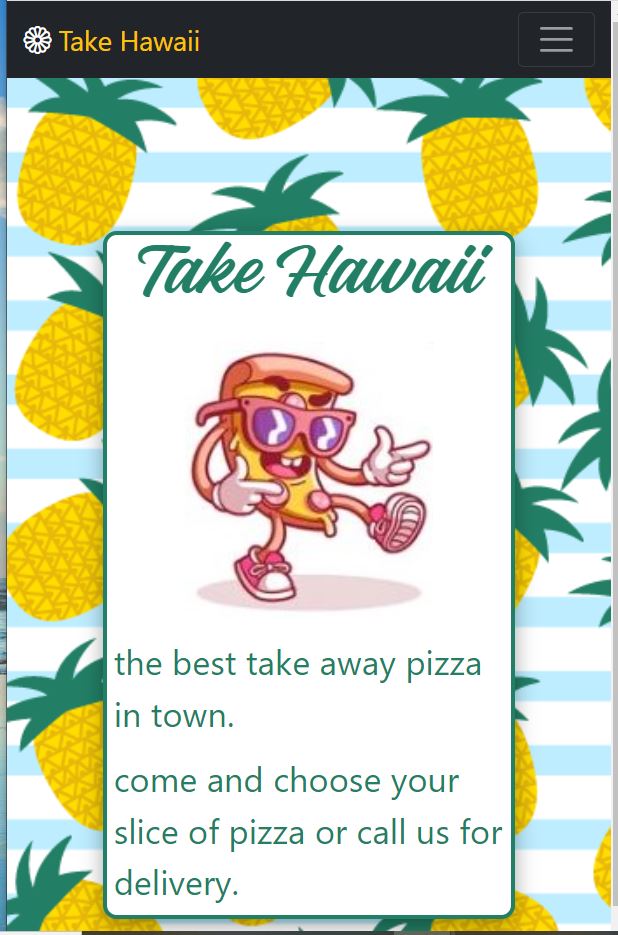 Take Hawaii
Take Hawaii
the best take away pizza
in town.
come and choose your
slice of pizza or call us for
delivery.